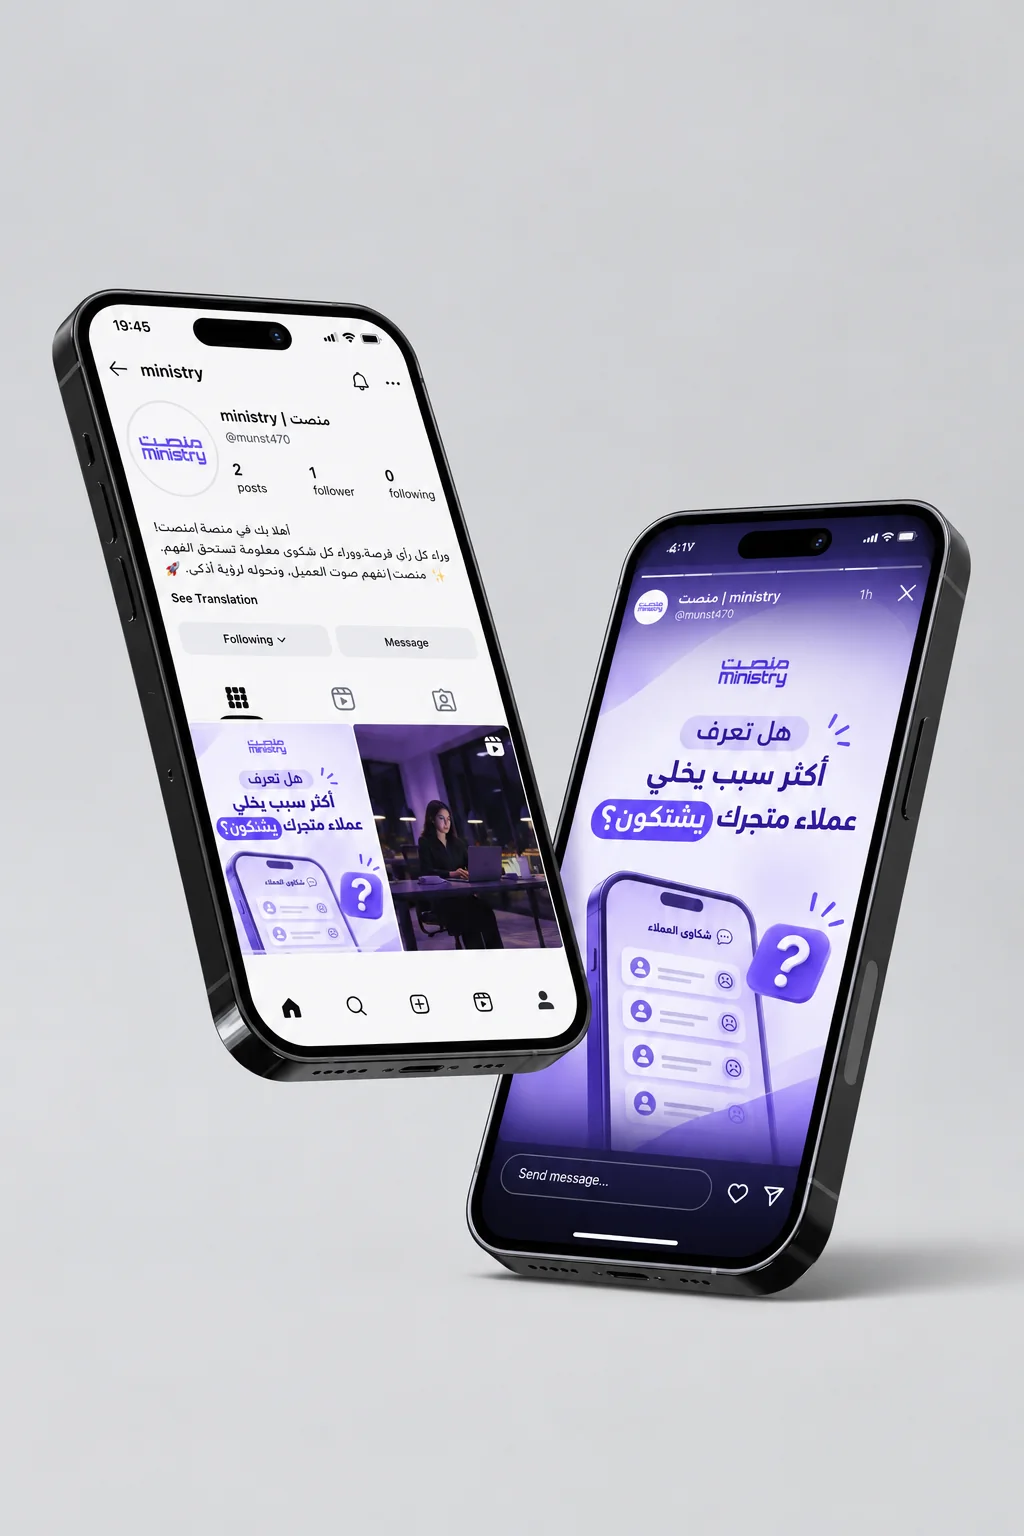 19:45
ministry
منصت | ministry
@munst470
منصت
ministry
2 posts
1 follower
0 following
أهلا بك في منصة |منصت!
وراء كل رأي فرصة.ووراء كل شكوى معلومة تستحق الفهم.
✨ منصت|نفهم صوت العميل، ونحوله لرؤية أذكى. 🚀
See Translation
Following
Message
منصت
ministry
هل تعرف
أكثر سبب يخلي
عملاء متجرك يشتكون؟
شكاوى العملاء
?
منصت | ministry
@munst470
1h
منصت
ministry
منصت
ministry
هل تعرف
أكثر سبب يخلي
عملاء متجرك يشتكون؟
شكاوى العملاء
?
Send message...